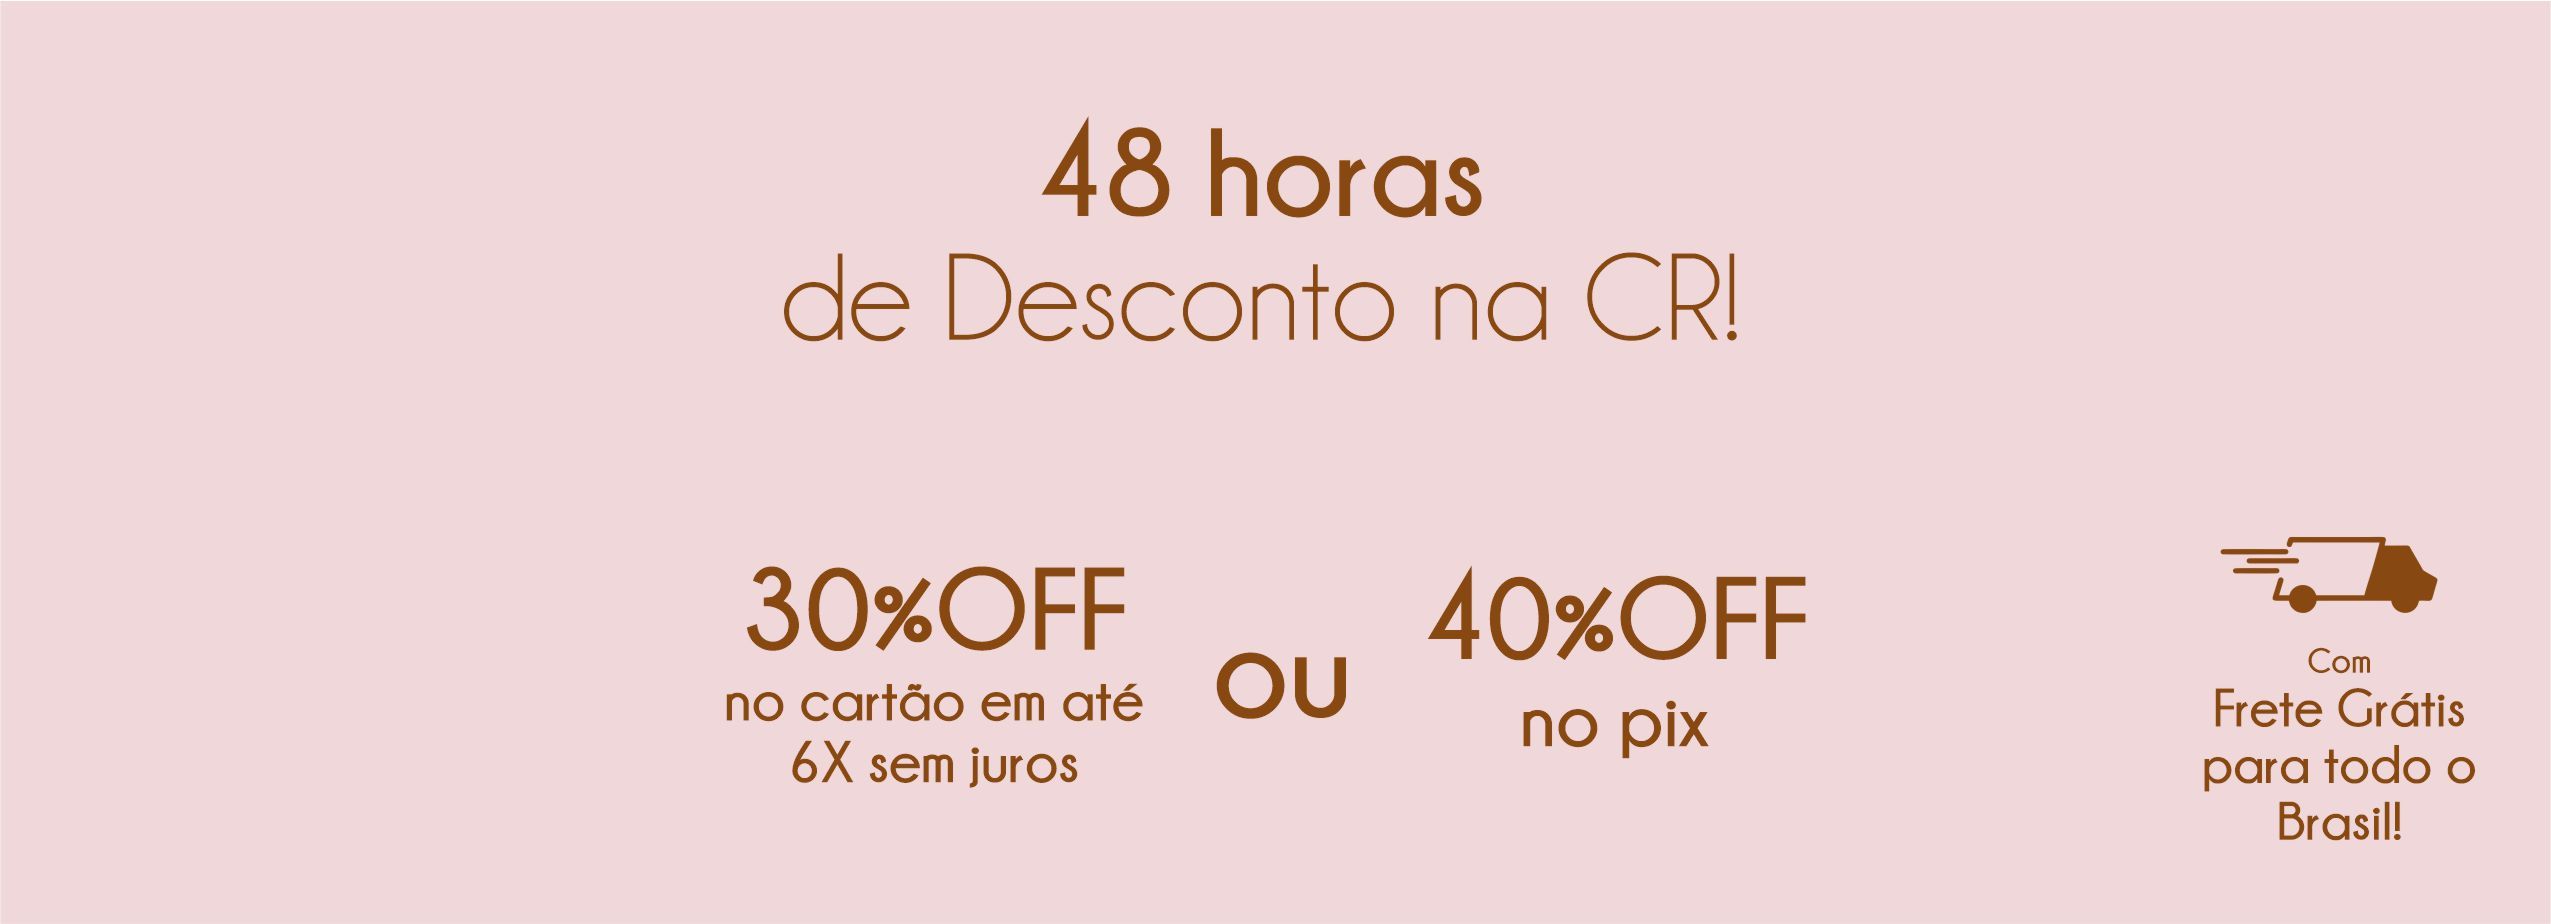 48 horas
de Desconto na CR!
30%OFF
no cartão em até
6X sem juros
ou
40%OFF
no pix
Com
Frete Grátis
para todo o
Brasil!